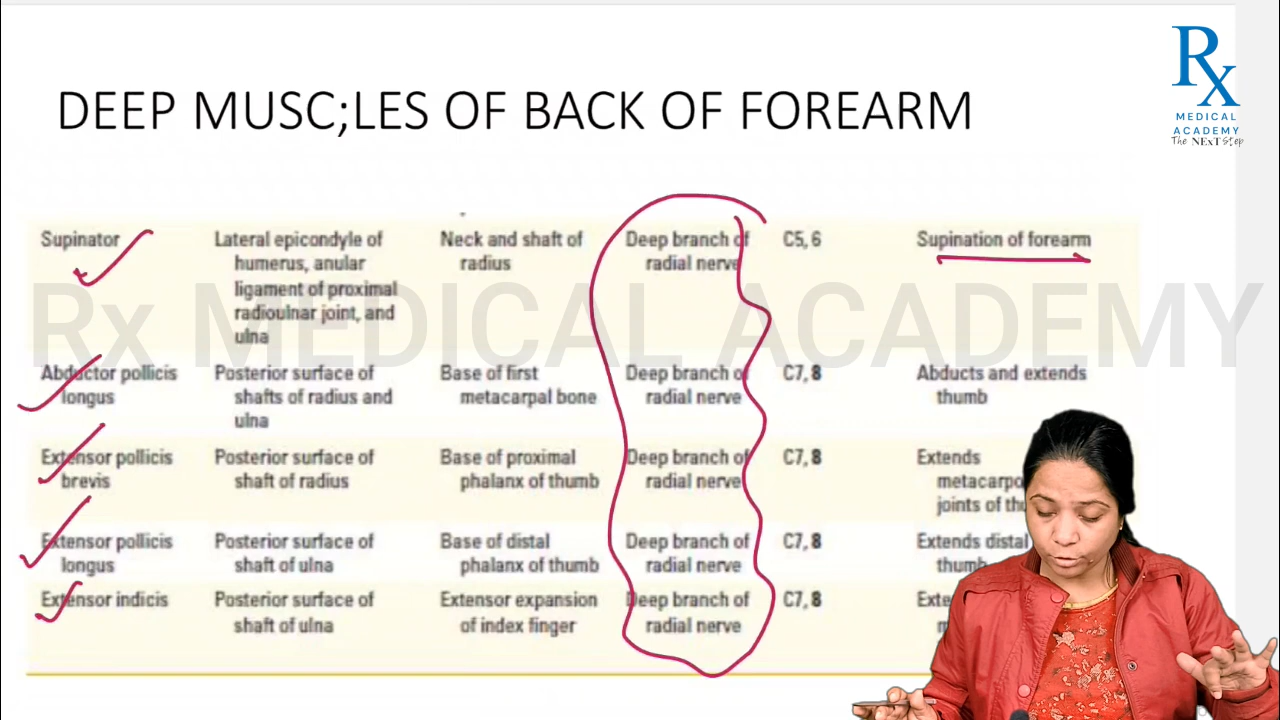 DEEP MUSC;LES OF BACK OF FOREARM
Rx
MEDICAL
ACADEMY
The NExT Step
Supinator
Lateral epicondyle of
humerus, anular
ligament of proximal
radioulnar joint, and
ulna
Neck and shaft of
radius
Deep branch of
radial nerve
C5, 6
Supination of forearm
Rx MEDICAL ACADEMY
Abductor pollicis
longus
Posterior surface of
shafts of radius and
ulna
Base of first
metacarpal bone
Deep branch of
radial nerve
C7, 8
Abducts and extends
thumb
Extensor pollicis
brevis
Posterior surface of
shaft of radius
Base of proximal
phalanx of thumb
Deep branch of
radial nerve
C7, 8
Extends
metacarpo
joints of thu
Extensor pollicis
longus
Posterior surface of
shaft of ulna
Base of distal
phalanx of thumb
Deep branch of
radial nerve
C7, 8
Extends distal
thumb
Extensor indicis
Posterior surface of
shaft of ulna
Extensor expansion
of index finger
Deep branch of
radial nerve
C7, 8
Exte